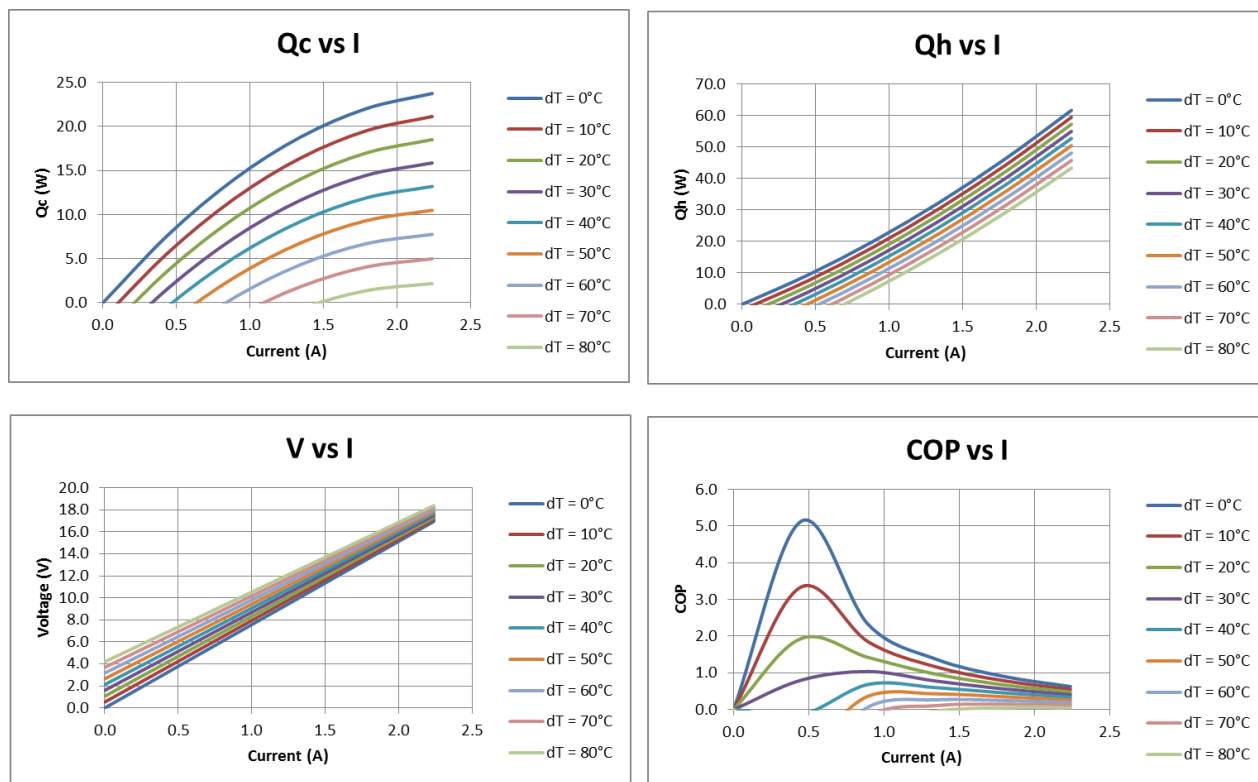 Qc vs I
Qc (W)
25.0
20.0
15.0
10.0
5.0
0.0
0.0 0.5 1.0 1.5 2.0 2.5
Current (A)
dT = 0°C
dT = 10°C
dT = 20°C
dT = 30°C
dT = 40°C
dT = 50°C
dT = 60°C
dT = 70°C
dT = 80°C
Qh vs I
Qh (W)
70.0
60.0
50.0
40.0
30.0
20.0
10.0
0.0
0.0 0.5 1.0 1.5 2.0 2.5
Current (A)
dT = 0°C
dT = 10°C
dT = 20°C
dT = 30°C
dT = 40°C
dT = 50°C
dT = 60°C
dT = 70°C
dT = 80°C
V vs I
Voltage (V)
20.0
18.0
16.0
14.0
12.0
10.0
8.0
6.0
4.0
2.0
0.0
0.0 0.5 1.0 1.5 2.0 2.5
Current (A)
dT = 0°C
dT = 10°C
dT = 20°C
dT = 30°C
dT = 40°C
dT = 50°C
dT = 60°C
dT = 70°C
dT = 80°C
COP vs I
COP
6.0
5.0
4.0
3.0
2.0
1.0
0.0
0.0 0.5 1.0 1.5 2.0 2.5
Current (A)
dT = 0°C
dT = 10°C
dT = 20°C
dT = 30°C
dT = 40°C
dT = 50°C
dT = 60°C
dT = 70°C
dT = 80°C